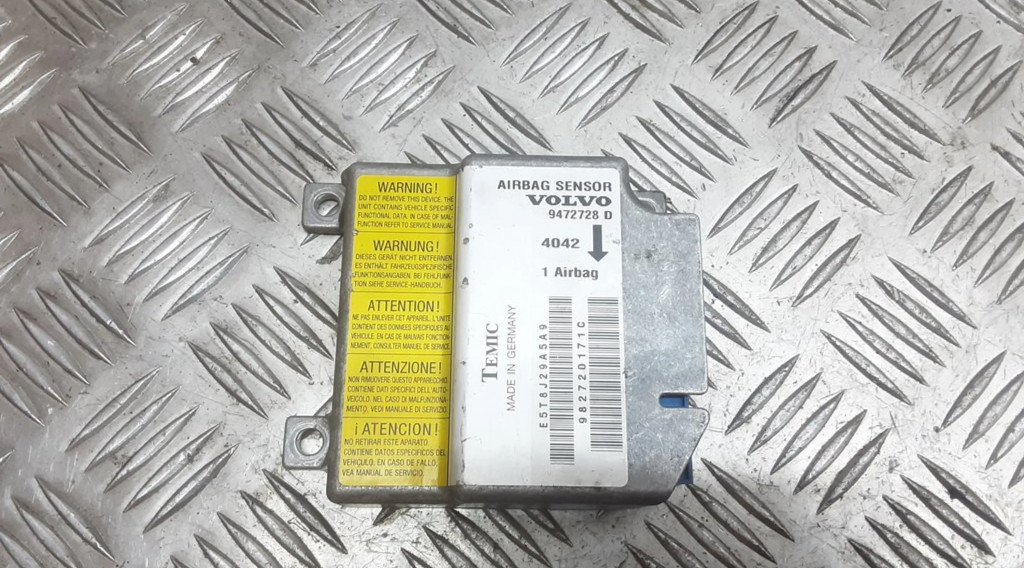 WARNING!
DO NOT REMOVE THIS DEVICE. THE
UNIT CONTAINS VEHICLE SPECIFIC
FUNCTIONAL DATA. IN CASE OF MAL-
FUNCTION REFER TO SERVICE MANUAL
WARNUNG!
DIESES GERÄT NICHT ENTFERNEN
ES ENTHÄLT FAHRZEUGSPEZIFISCHE
FUNKTIONSANGABEN. BEI FEHLFUNK-
TION SIEHE SERVICE-HANDBUCH.
ATTENTION!
NE PAS ENLEVER CET APPAREIL. L'UNITE
CONTIENT DES DONNEES SPECIFIQUES AU
VEHICULE. EN CAS DE MAUVAIS FONCTION-
NEMENT, CONSULTER MANUEL DE SERVICE.
ATTENZIONE!
NON RIMUOVERE QUESTO APPARECCHIO.
CONTIENE DATI SPECIFICI DELL'AUTO-
VEICOLO. NEL CASO DI MALFUNZIONA-
MENTO, VEDI MANUALE DI SERVIZIO.
¡ATENCION!
NO RETIRAR ESTE APARATO.
CONTIENE DATOS ESPECIFICOS DEL
VEHICULO. EN CASO DE FALLO,
VEA MANUAL DE SERVICIO.
AIRBAG SENSOR
VOLVO
9472728 D
4042
1 Airbag
TEMIC
MADE IN GERMANY
E5T8J29A5A9
982720171C